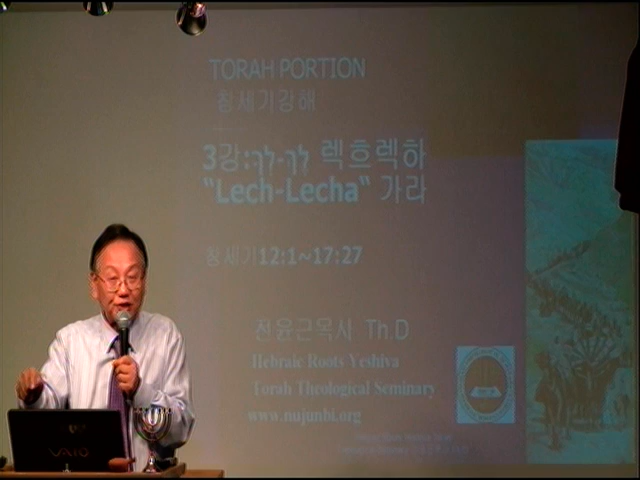 TORAH PORTION
창세기강해
3강:לֶךְ-לְךָ 렉흐렉하
“Lech-Lecha“ 가라
창세기12:1~17:27
전윤근목사 Th.D
Hebraic Roots Yeshiva
Torah Theological Seminary
www.nujunbi.org
VAIO